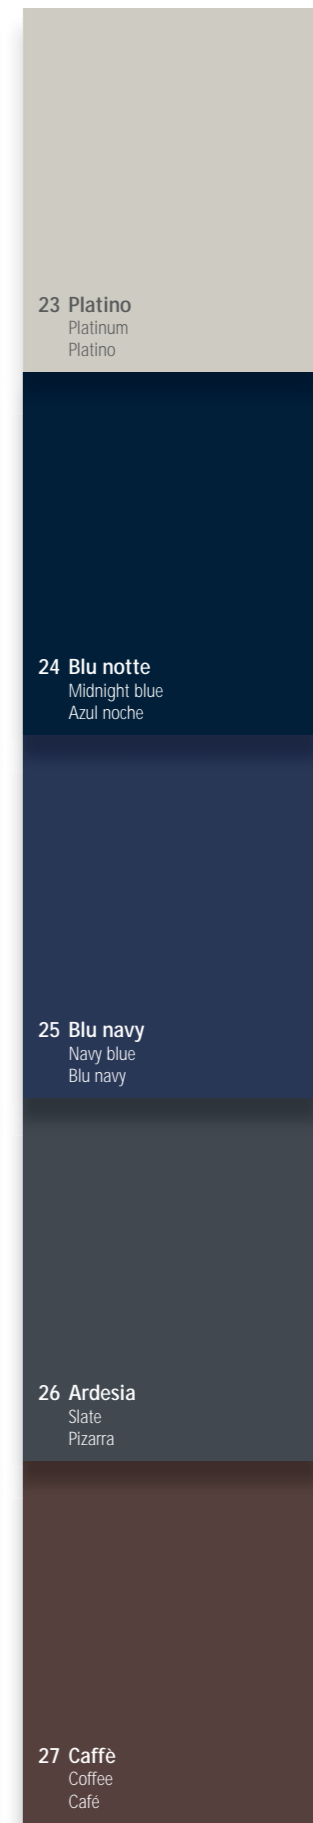 23 Platino
Platinum
Platino
24 Blu notte
Midnight blue
Azul noche
25 Blu navy
Navy blue
Blu navy
26 Ardesia
Slate
Pizarra
27 Caffè
Coffee
Café